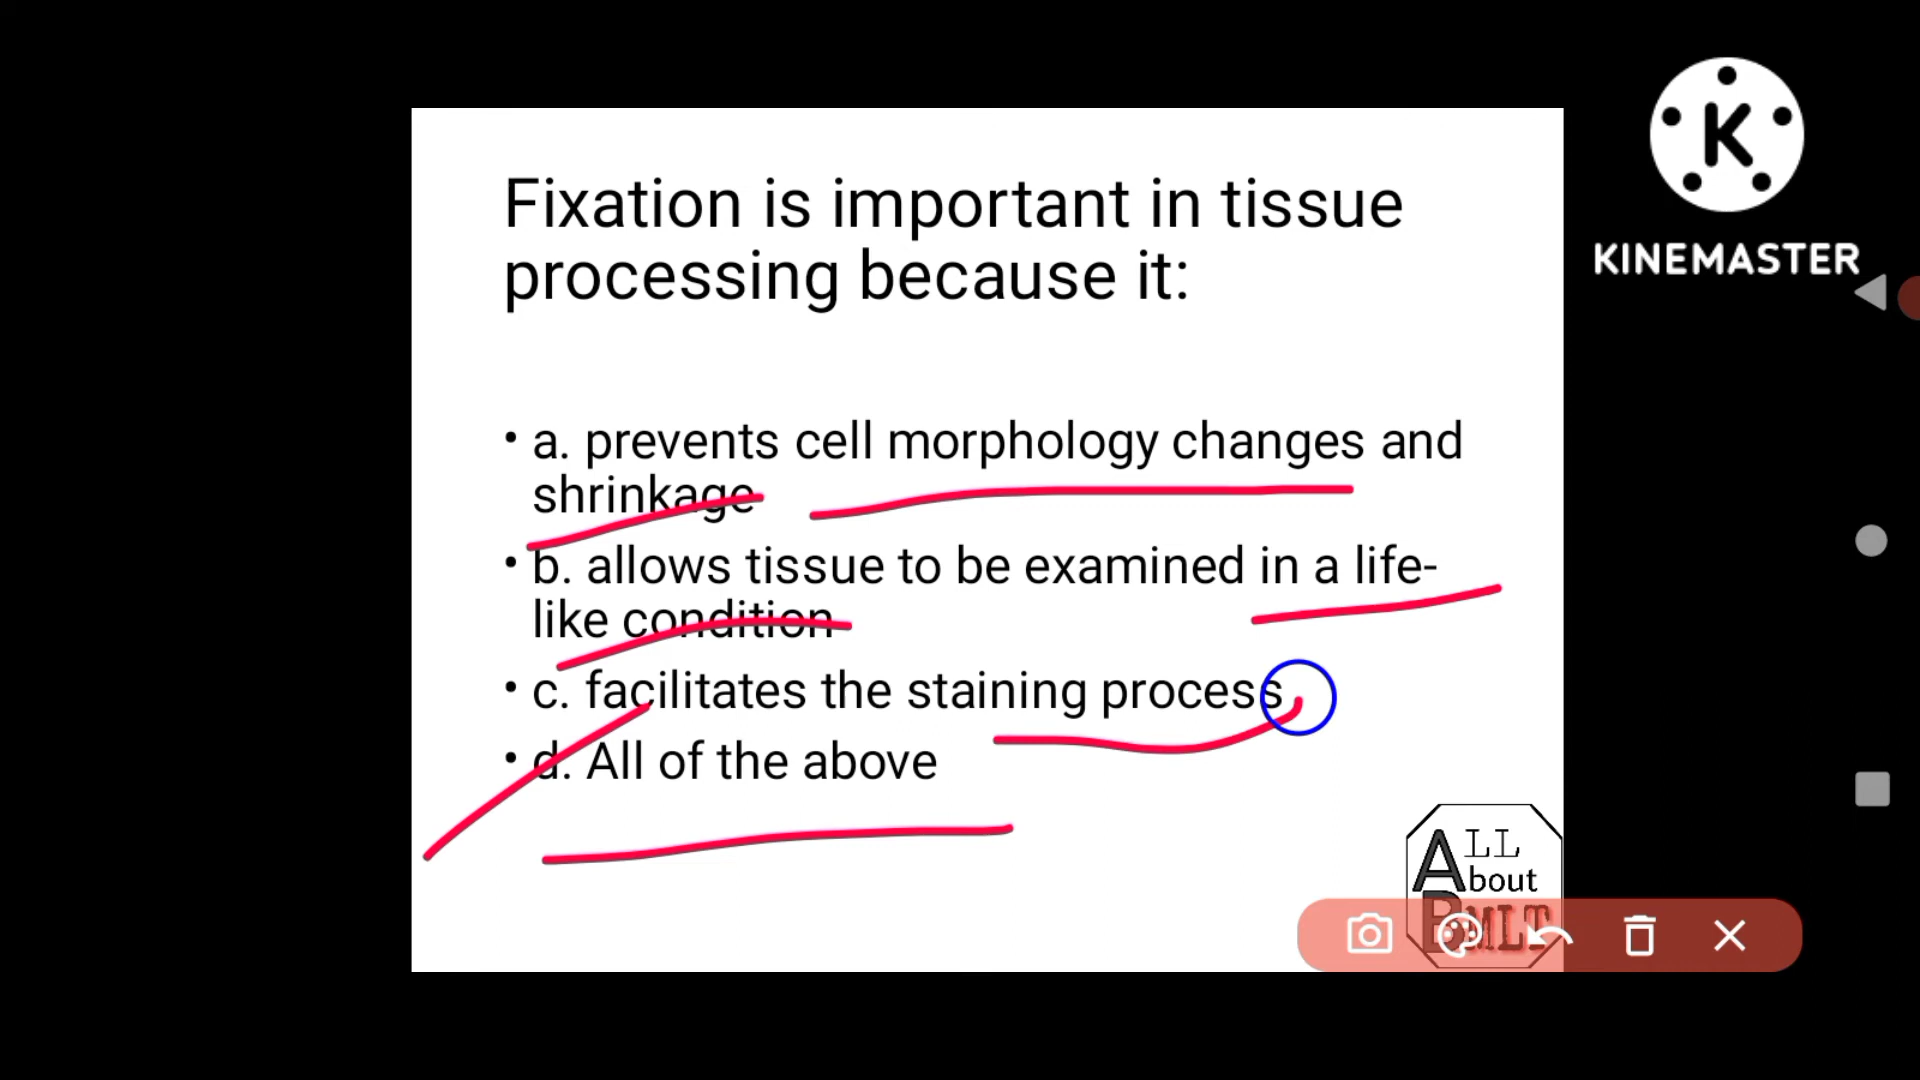 K
KINEMASTER
Fixation is important in tissue
processing because it:
• a. prevents cell morphology changes and
shrinkage
• b. allows tissue to be examined in a life-
like condition
• c. facilitates the staining process
• d. All of the above
ALL
About
BMLT